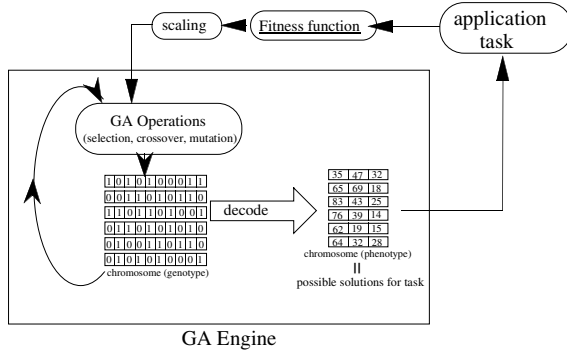 application
task
Fitness function
scaling
GA Operations
(selection, crossover, mutation)
1 0 1 0 1 0 0 0 1 1
0 0 1 1 0 1 0 1 1 0
1 1 0 1 1 0 1 0 0 1
0 1 0 1 1 0 1 1 1 0
0 1 1 0 1 0 1 1 1 0
0 1 0 1 0 1 0 0 0 1
chromosome (genotype)
decode
35 47 32
65 69 18
83 43 25
76 39 14
62 19 15
64 32 28
chromosome (phenotype)
=
possible solutions for task
GA Engine